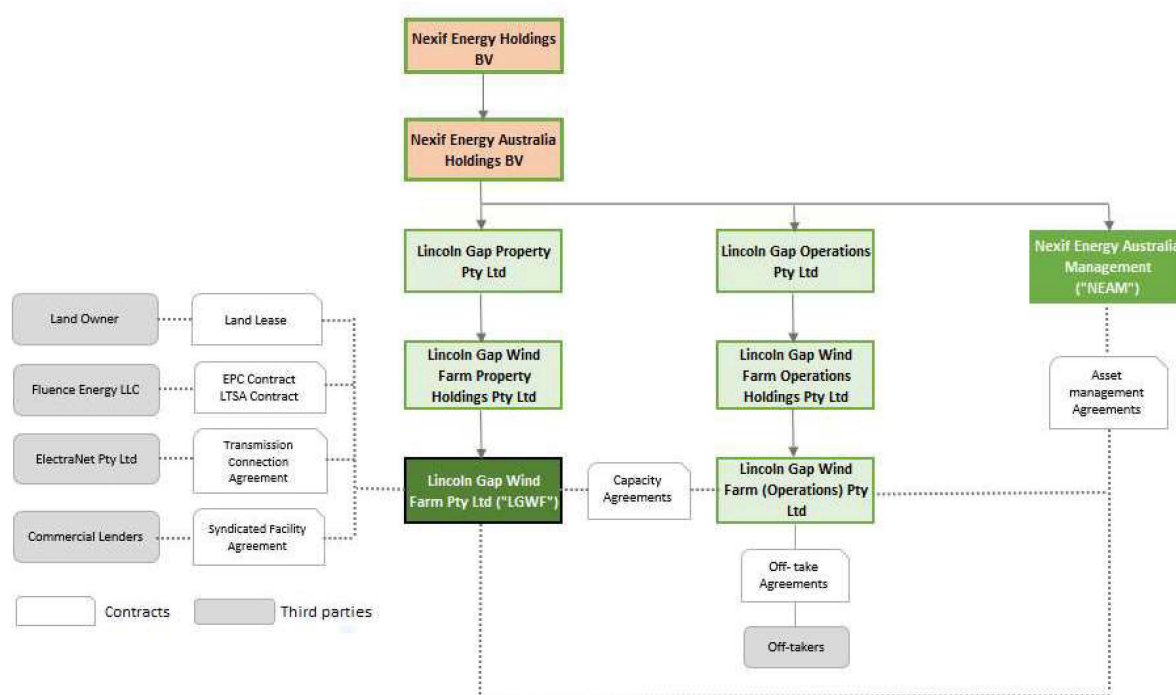 Nexif Energy Holdings
BV
Nexif Energy Australia
Holdings BV
Lincoln Gap Property
Pty Ltd
Lincoln Gap Operations
Pty Ltd
Nexif Energy Australia
Management
("NEAM")
Land Owner
Land Lease
Lincoln Gap Wind
Farm Property
Holdings Pty Ltd
Lincoln Gap Wind
Farm Operations
Holdings Pty Ltd
Asset
management
Agreements
Fluence Energy LLC
EPC Contract
LTSA Contract
ElectraNet Pty Ltd
Transmission
Connection
Agreement
Lincoln Gap Wind
Farm Pty Ltd ("LGWF")
Capacity
Agreements
Lincoln Gap Wind
Farm (Operations) Pty
Ltd
Commercial Lenders
Syndicated Facility
Agreement
Off- take
Agreements
Contracts
Third parties
Off-takers